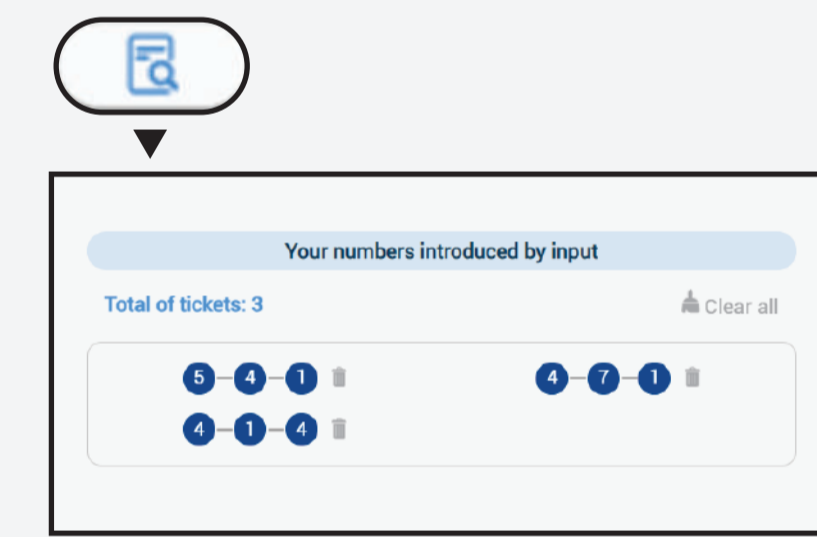 Your numbers introduced by input
Total of tickets: 3
Clear all
5-4-1
4-7-1
4-1-4